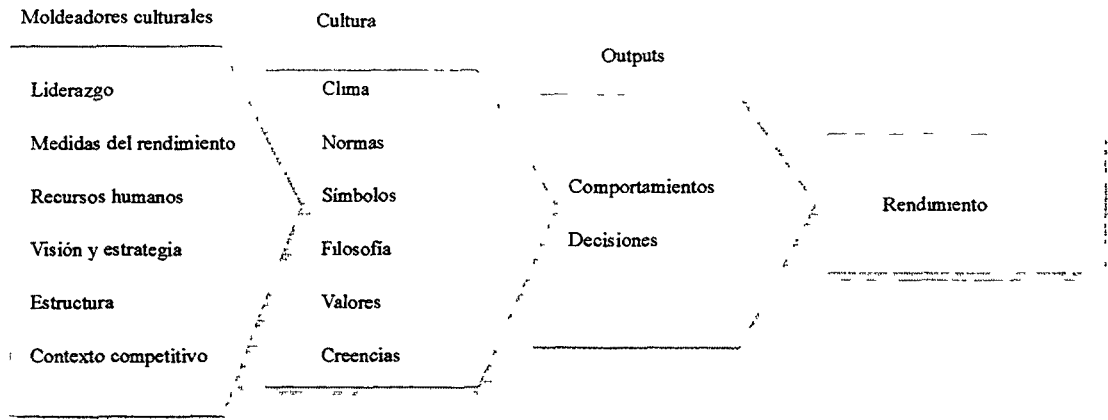 Moldeadores culturales
Liderazgo
Medidas del rendimiento
Recursos humanos
Visión y estrategia
Estructura
Contexto competitivo
Cultura
Clima
Normas
Símbolos
Filosofía
Valores
Creencias
Outputs
Comportamientos
Decisiones
Rendimiento